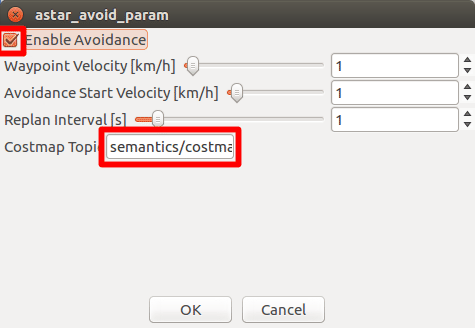 astar_avoid_param
Enable Avoidance
Waypoint Velocity [km/h] 1
Avoidance Start Velocity [km/h] 1
Replan Interval [s] 1
Costmap Topic semantics/costma
OK Cancel